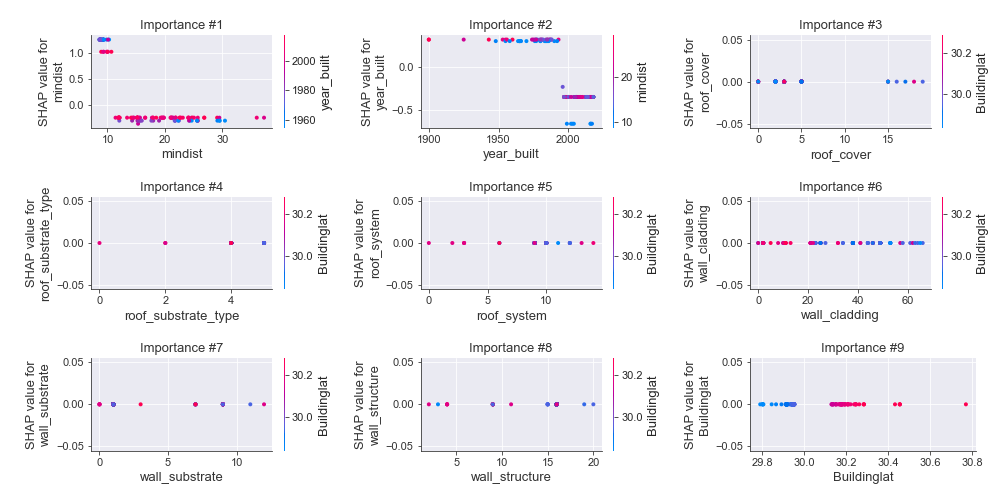 Importance #1
SHAP value for
mindist
1.0
0.5
0.0
10
20
30
mindist
2000
1980
1960
year_built
Importance #2
SHAP value for
year_built
0.0
−0.5
1900
1950
2000
year_built
20
10
mindist
Importance #3
SHAP value for
roof_cover
0.05
0.00
−0.05
0
5
10
15
roof_cover
30.2
30.0
Buildinglat
Importance #4
SHAP value for
roof_substrate_type
0.05
0.00
−0.05
0
2
4
roof_substrate_type
30.2
30.0
Buildinglat
Importance #5
SHAP value for
roof_system
0.05
0.00
−0.05
0
5
10
roof_system
30.2
30.0
Buildinglat
Importance #6
SHAP value for
wall_cladding
0.05
0.00
−0.05
0
20
40
60
wall_cladding
30.2
30.0
Buildinglat
Importance #7
SHAP value for
wall_substrate
0.05
0.00
−0.05
0
5
10
wall_substrate
30.2
30.0
Buildinglat
Importance #8
SHAP value for
wall_structure
0.05
0.00
−0.05
5
10
15
20
wall_structure
30.2
30.0
Buildinglat
Importance #9
SHAP value for
Buildinglat
0.05
0.00
−0.05
29.8
30.0
30.2
30.4
30.6
30.8
Buildinglat